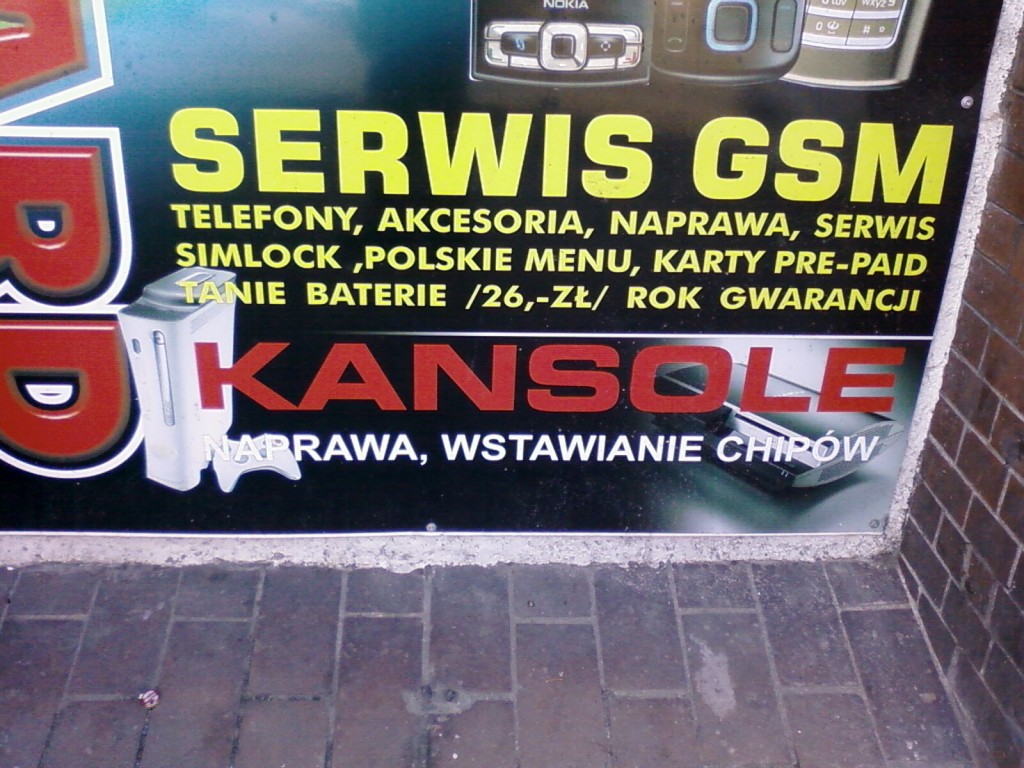 NOKIA
SERWIS GSM
TELEFONY, AKCESORIA, NAPRAWA, SERWIS
SIMLOCK ,POLSKIE MENU, KARTY PRE-PAID
TANIE BATERIE /26,-ZŁ/ ROK GWARANCJI
KANSOLE
NAPRAWA, WSTAWIANIE CHIPÓW